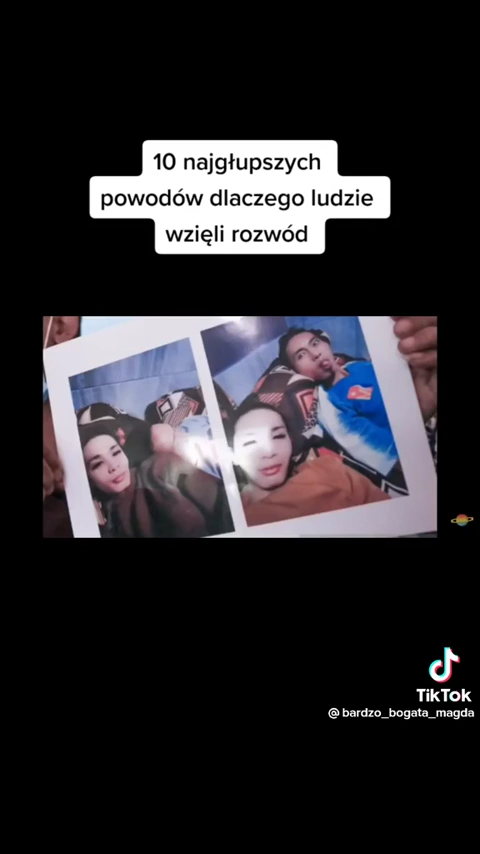 10 najgłupszych
powodów dlaczego ludzie
wzięli rozwód
TikTok
@bardzo_bogata_magda